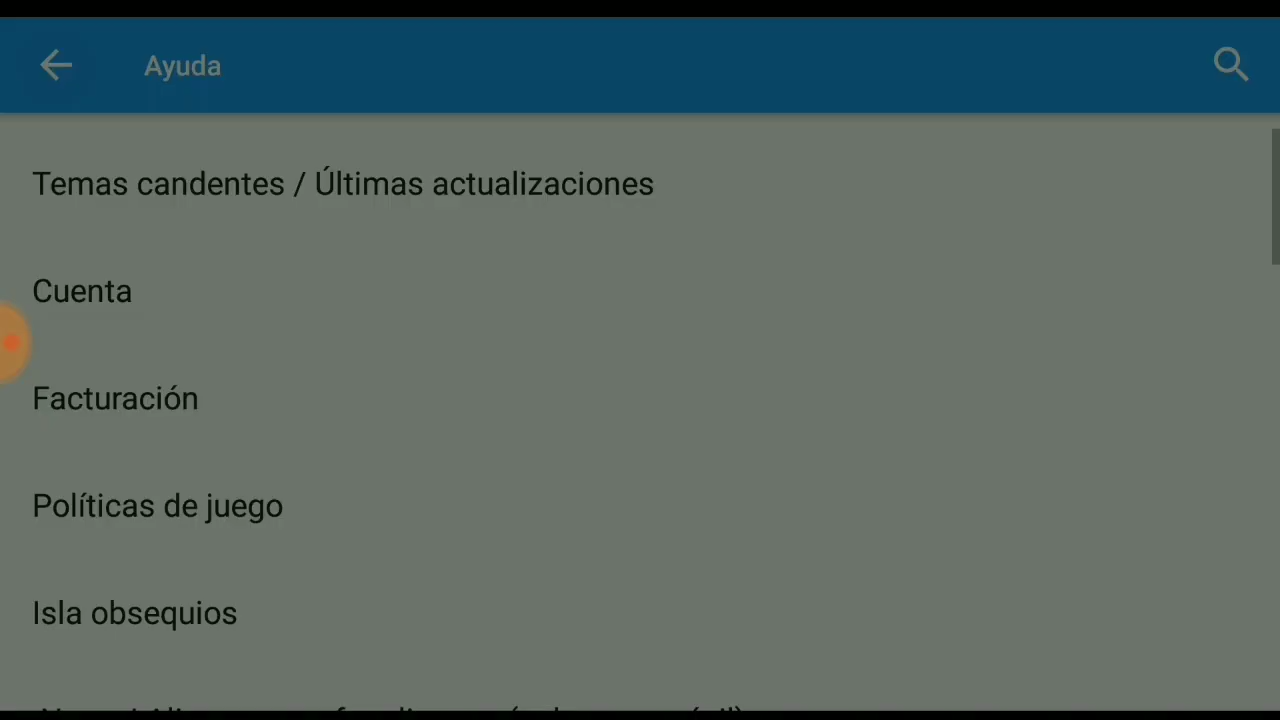 Ayuda
Temas candentes / Últimas actualizaciones
Cuenta
Facturación
Políticas de juego
Isla obsequios